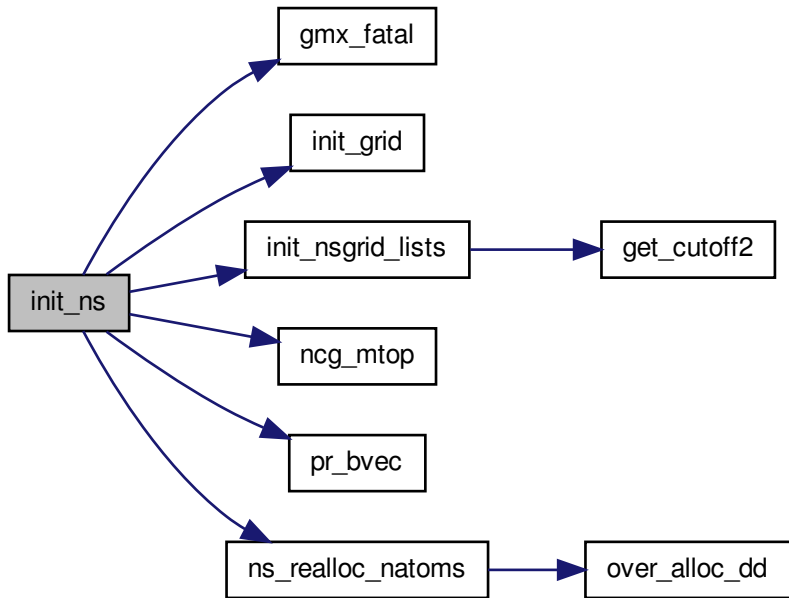 gmx_fatal
init_grid
init_nsgrid_lists
get_cutoff2
init_ns
ncg_mtop
pr_bvec
ns_realloc_natoms
over_alloc_dd